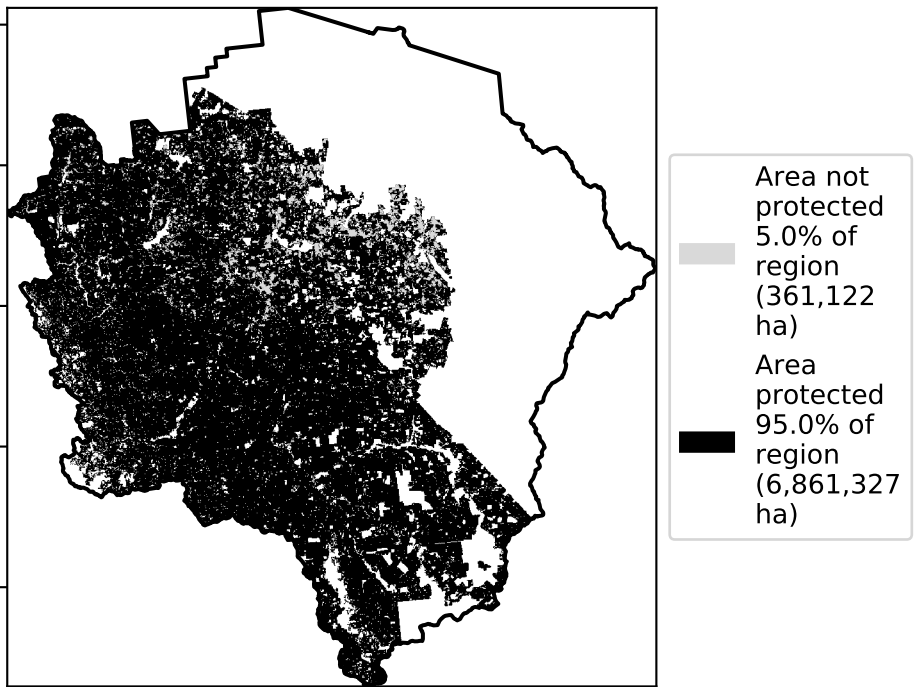 Area not
protected
5.0% of
region
(361,122
ha)
Area
protected
95.0% of
region
(6,861,327
ha)